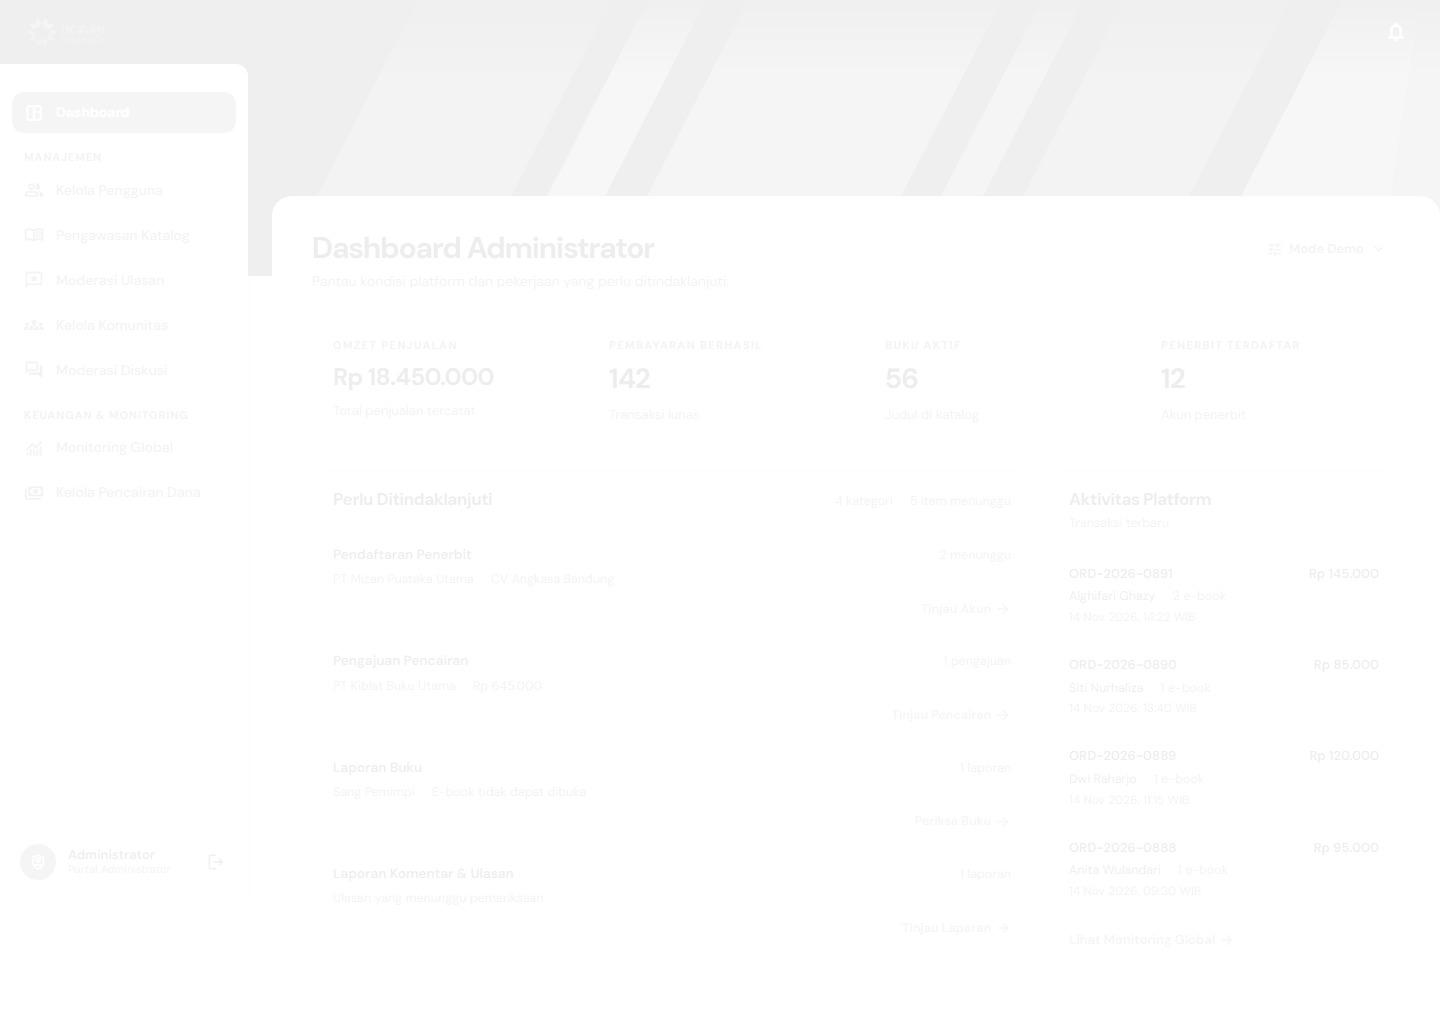 Dashboard
MANAJEMEN
Kelola Pengguna
Pengawasan Katalog
Moderasi Ulasan
Kelola Komunitas
Moderasi Diskusi
KEUANGAN & MONITORING
Monitoring Global
Kelola Pencairan Dana
Administrator
Portal Administrator
Dashboard Administrator
Mode Demo
Pantau kondisi platform dan pekerjaan yang perlu ditindaklanjuti.
OMZET PENJUALAN
Rp 18.450.000
Total penjualan tercatat
PEMBAYARAN BERHASIL
142
Transaksi lunas
BUKU AKTIF
56
Judul di katalog
PENERBIT TERDAFTAR
12
Akun penerbit
Perlu Ditindaklanjuti
4 kategori 5 item menunggu
Pendaftaran Penerbit
2 menunggu
PT Mizan Pustaka Utama CV Angkasa Bandung
Tinjau Akun →
Pengajuan Pencairan
1 pengajuan
PT Kiblat Buku Utama Rp 645.000
Tinjau Pencairan →
Laporan Buku
1 laporan
Sang Pemimpi E-book tidak dapat dibuka
Periksa Buku →
Laporan Komentar & Ulasan
1 laporan
Ulasan yang menunggu pemeriksaan
Tinjau Laporan →
Aktivitas Platform
Transaksi terbaru
ORD-2026-0891 Rp 145.000
Alghifari Ghazy 2 e-book
14 Nov 2026, 14:22 WIB
ORD-2026-0890 Rp 85.000
Siti Nurhaliza 1 e-book
14 Nov 2026, 13:40 WIB
ORD-2026-0889 Rp 120.000
Dwi Raharjo 1 e-book
14 Nov 2026, 11:15 WIB
ORD-2026-0888 Rp 95.000
Anita Wulandari 1 e-book
14 Nov 2026, 09:30 WIB
Lihat Monitoring Global →